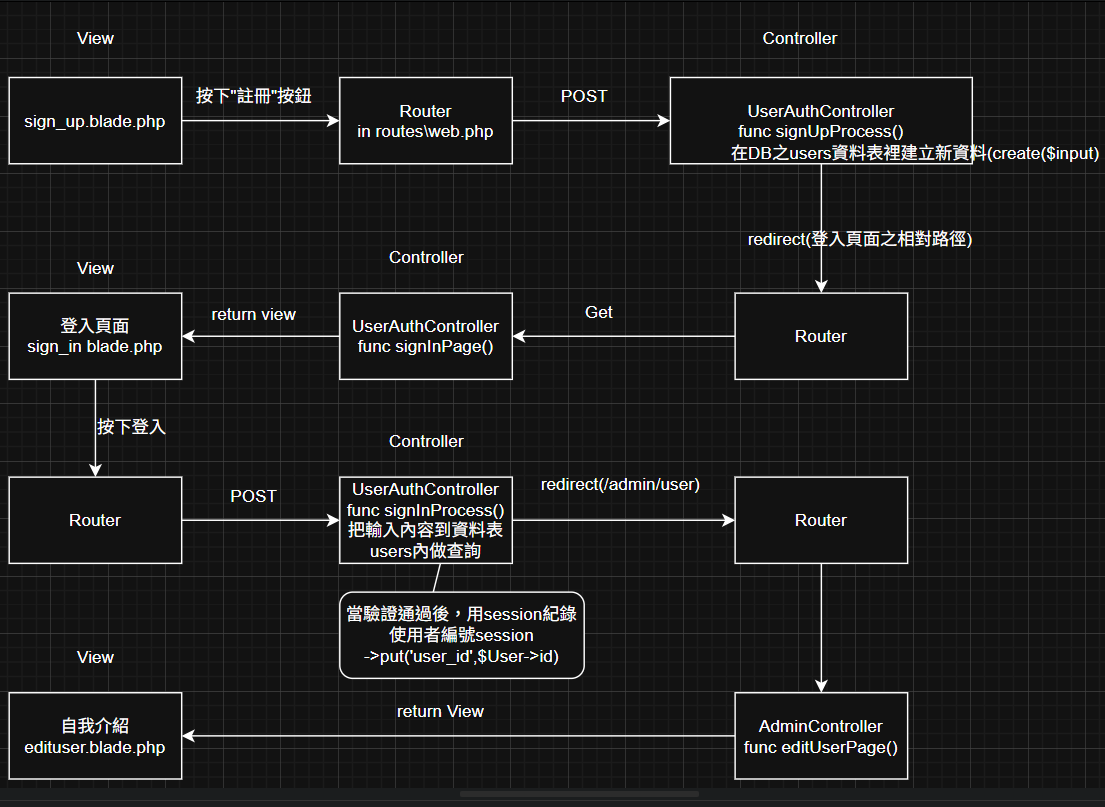 View
Controller
sign_up.blade.php
按下"註冊"按鈕
Router
in routes\web.php
POST
UserAuthController
func signUpProcess()
在DB之users資料表裡建立新資料(create($input)
redirect(登入頁面之相對路徑)
View
Controller
登入頁面
sign_in blade.php
return view
UserAuthController
func signInPage()
Get
Router
按下登入
Controller
Router
POST
UserAuthController
func signInProcess()
把輸入內容到資料表
users內做查詢
redirect(/admin/user)
Router
當驗證通過後，用session紀錄
使用者編號session
->put('user_id',$User->id)
View
自我介紹
edituser.blade.php
return View
AdminController
func editUserPage()